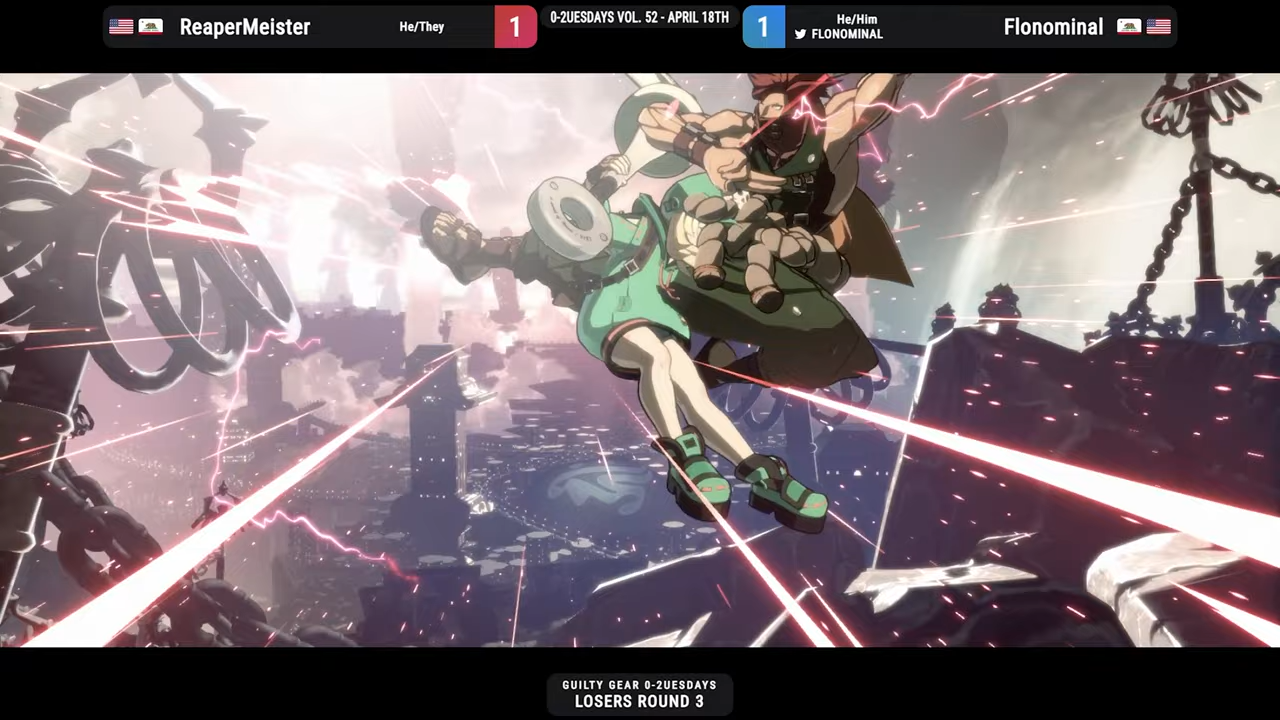 ReaperMeister
He/They
1
0-2UESDAYS VOL. 52 - APRIL 18TH
1
He/Him
FLONOMINAL
Flonominal
GUILTY GEAR 0-2UESDAYS
LOSERS ROUND 3